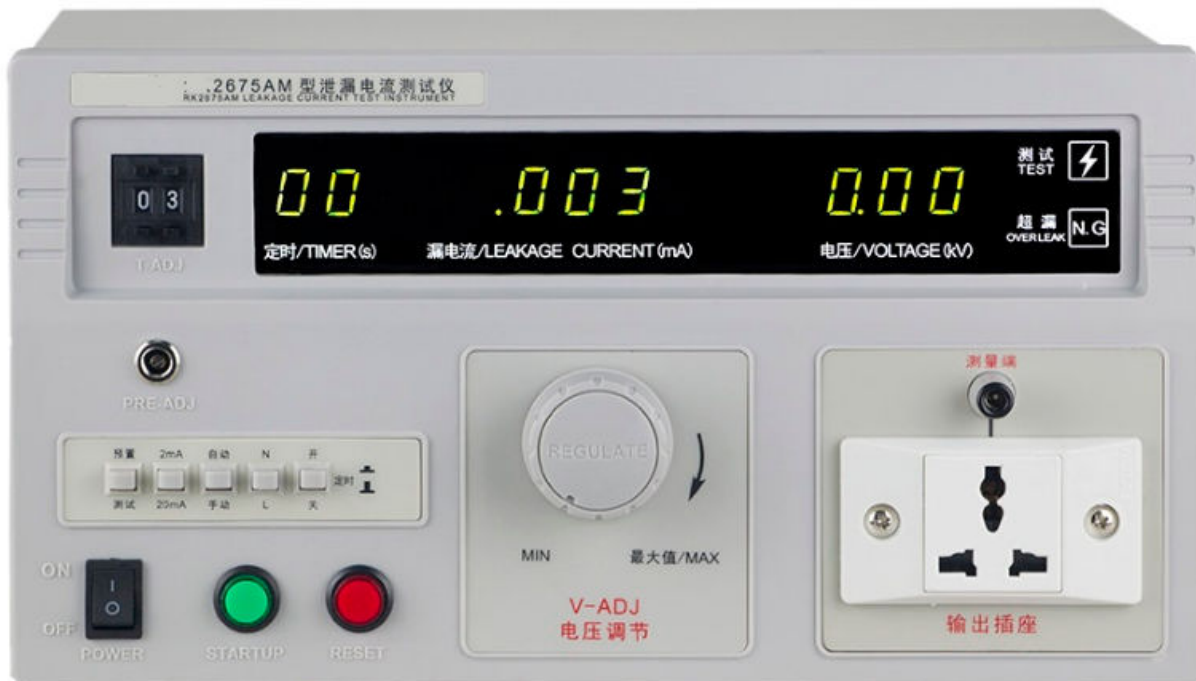 2675AM 型泄漏电流测试仪
RK2675AM LEAKAGE CURRENT TEST INSTRUMENT
03
T/ADJ
00 .003 0.00
定时/TIMER(s) 漏电流/LEAKAGE CURRENT(mA) 电压/VOLTAGE(kV)
测试
TEST
超漏
OVERLEAK N.G
PRE-ADJ
预置 2mA 自动 N 开
定时
测试 20mA 手动 L 关
ON
I
O
OFF
POWER STARTUP RESET
REGULATE
MIN 最大值/MAX
V-ADJ
电压调节
测量端
输出插座